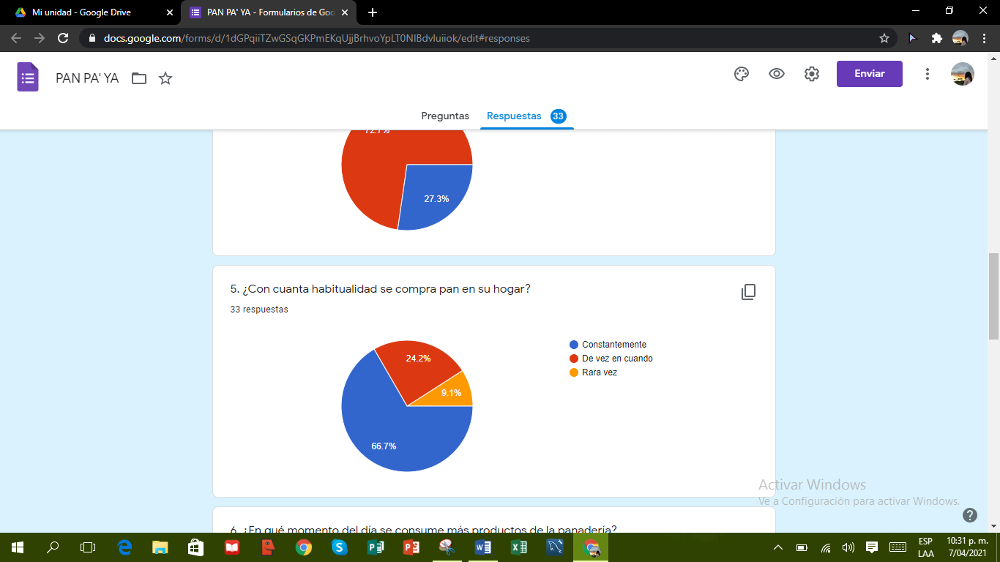 Mi unidad - Google Drive
PAN PA' YA - Formularios de Goo
docs.google.com/forms/d/1dGPqiiTZwGSqGKPmEKqUjjBrhvoYpLT0NIBdvIuiiok/edit#responses
PAN PA' YA
Enviar
Preguntas
Respuestas 33
72.7%
27.3%
5. ¿Con cuanta habitualidad se compra pan en su hogar?
33 respuestas
Constantemente
De vez en cuando
Rara vez
24.2%
9.1%
66.7%
Activar Windows
Ve a Configuración para activar Windows.
6. ¿En qué momento del día se consume más productos de la panadería?
ESP
LAA
10:31 p. m.
7/04/2021